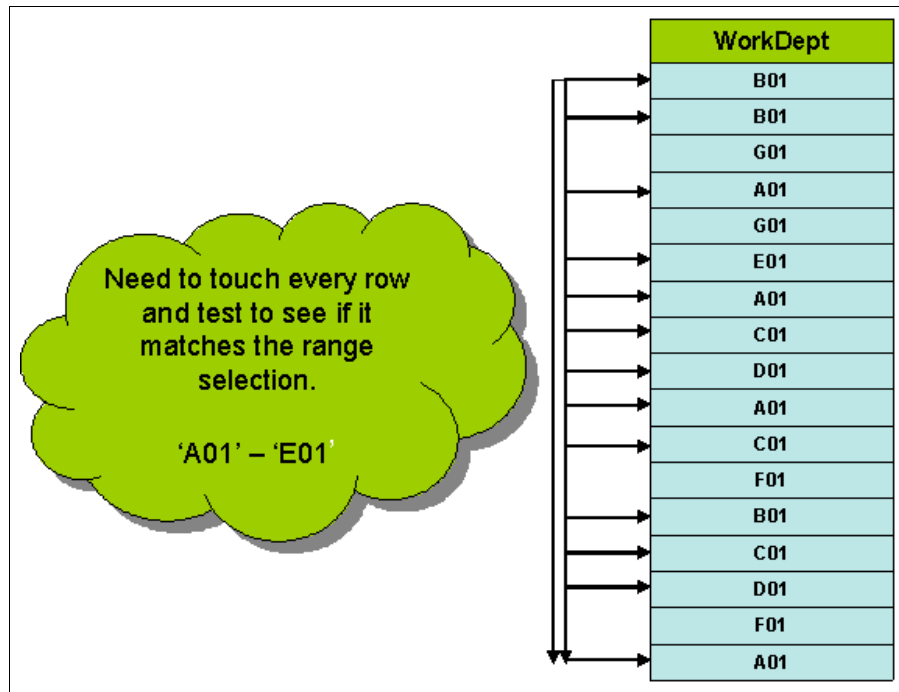 WorkDept
B01
B01
G01
A01
G01
E01
A01
C01
D01
A01
C01
F01
B01
C01
D01
F01
A01
Need to touch every row
and test to see if it
matches the range
selection.
‘A01’ – ‘E01’